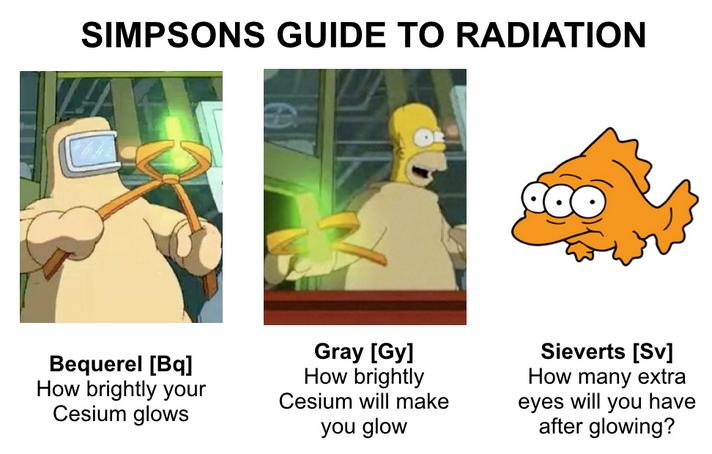 SIMPSONS GUIDE TO RADIATION
Bequerel [Bq]
How brightly your
Cesium glows
Gray [Gy]
How brightly
Cesium will make
you glow
Sieverts [Sv]
How many extra
eyes will you have
after glowing?